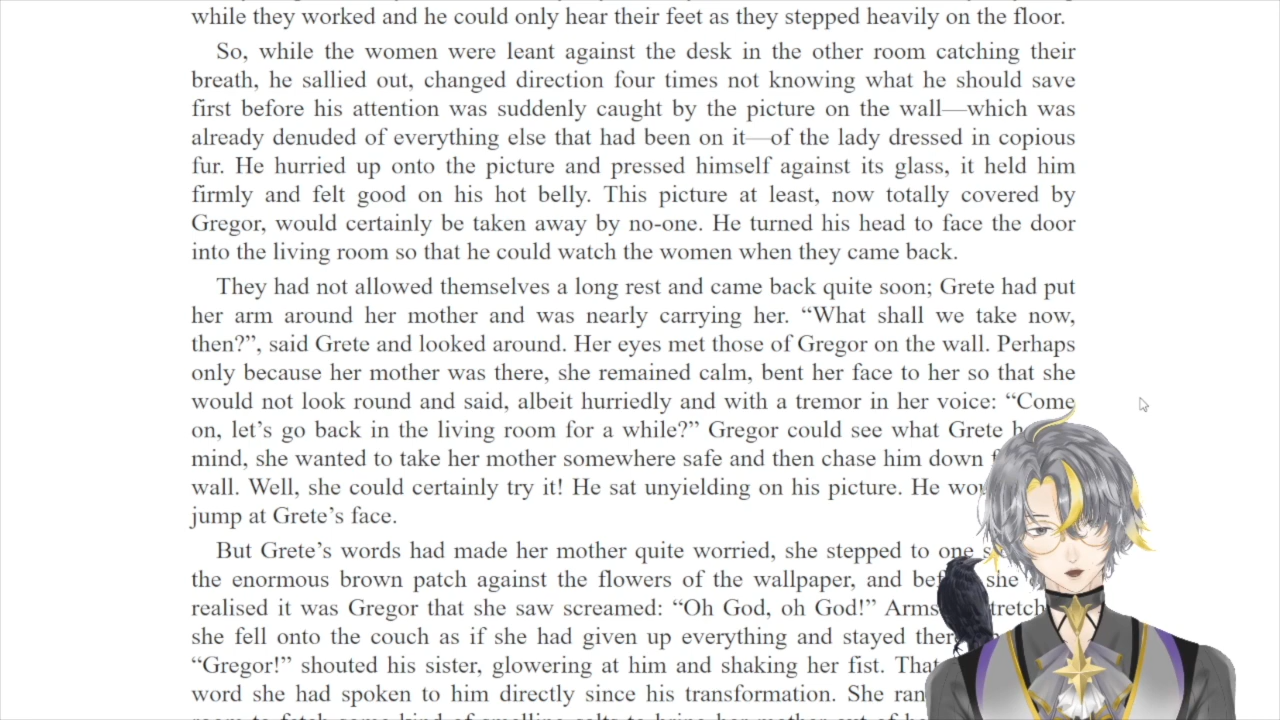 while they worked and he could only hear their feet as they stepped heavily on the floor.
So, while the women were leant against the desk in the other room catching their
breath, he sallied out, changed direction four times not knowing what he should save
first before his attention was suddenly caught by the picture on the wall—which was
already denuded of everything else that had been on it—of the lady dressed in copious
fur. He hurried up onto the picture and pressed himself against its glass, it held him
firmly and felt good on his hot belly. This picture at least, now totally covered by
Gregor, would certainly be taken away by no-one. He turned his head to face the door
into the living room so that he could watch the women when they came back.
They had not allowed themselves a long rest and came back quite soon; Grete had put
her arm around her mother and was nearly carrying her. “What shall we take now,
then?”, said Grete and looked around. Her eyes met those of Gregor on the wall. Perhaps
only because her mother was there, she remained calm, bent her face to her so that she
would not look round and said, albeit hurriedly and with a tremor in her voice: “Come
on, let’s go back in the living room for a while?” Gregor could see what Grete
mind, she wanted to take her mother somewhere safe and then chase him down
wall. Well, she could certainly try it! He sat unyielding on his picture. He
jump at Grete’s face.
But Grete’s words had made her mother quite worried, she stepped to one
the enormous brown patch against the flowers of the wallpaper, and she
realised it was Gregor that she saw screamed: “Oh God, oh God!” Arms
she fell onto the couch as if she had given up everything and stayed
“Gregor!” shouted his sister, glowering at him and shaking her fist. That
word she had spoken to him directly since his transformation. She ran
room to fetch some kind of smelling salts to bring her mother out of